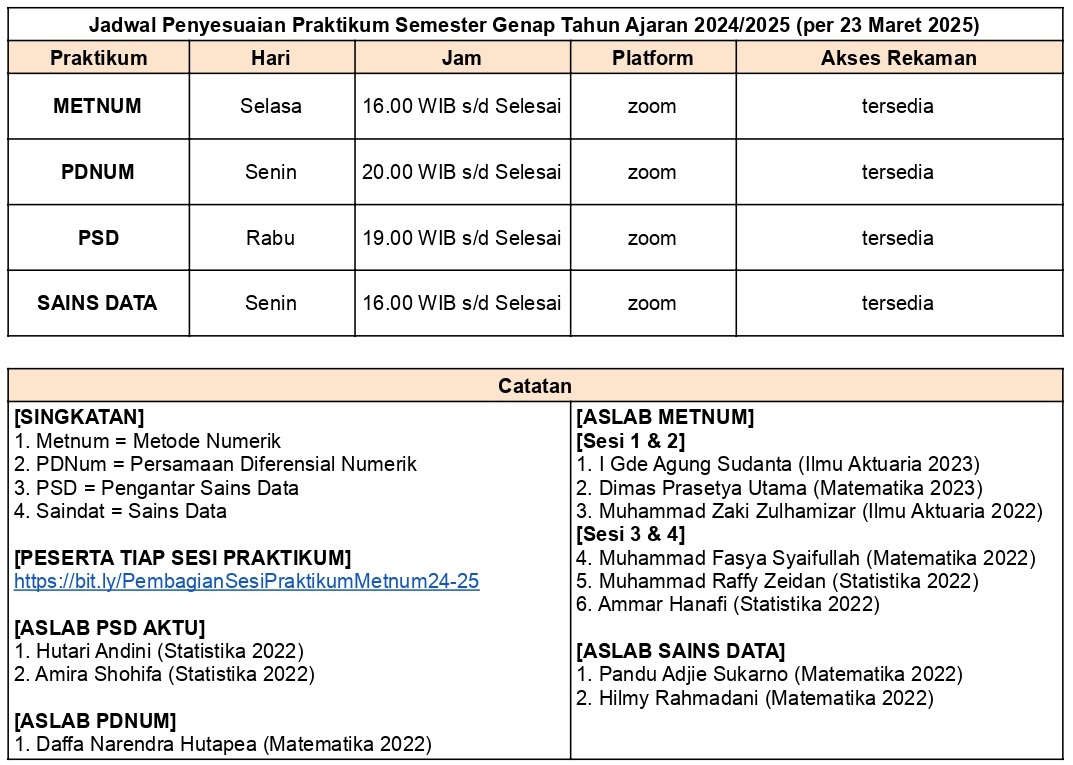 Jadwal Penyesuaian Praktikum Semester Genap Tahun Ajaran 2024/2025 (per 23 Maret 2025)
Praktikum Hari Jam Platform Akses Rekaman
METNUM Selasa 16.00 WIB s/d Selesai zoom tersedia
PDNUM Senin 20.00 WIB s/d Selesai zoom tersedia
PSD Rabu 19.00 WIB s/d Selesai zoom tersedia
SAINS DATA Senin 16.00 WIB s/d Selesai zoom tersedia
Catatan
[SINGKATAN]
1. Metnum = Metode Numerik
2. PDNum = Persamaan Diferensial Numerik
3. PSD = Pengantar Sains Data
4. Saindat = Sains Data
[PESERTA TIAP SESI PRAKTIKUM]
https://bit.ly/PembagianSesiPraktikumMetnum24-25
[ASLAB PSD AKTU]
1. Hutari Andini (Statistika 2022)
2. Amira Shohifa (Statistika 2022)
[ASLAB PDNUM]
1. Daffa Narendra Hutapea (Matematika 2022)
[ASLAB METNUM]
[Sesi 1 & 2]
1. I Gde Agung Sudanta (Ilmu Aktuaria 2023)
2. Dimas Prasetya Utama (Matematika 2023)
3. Muhammad Zaki Zulhamizar (Ilmu Aktuaria 2022)
[Sesi 3 & 4]
4. Muhammad Fasya Syaifullah (Matematika 2022)
5. Muhammad Raffy Zeidan (Statistika 2022)
6. Ammar Hanafi (Statistika 2022)
[ASLAB SAINS DATA]
1. Pandu Adjie Sukarno (Matematika 2022)
2. Hilmy Rahmadani (Matematika 2022)